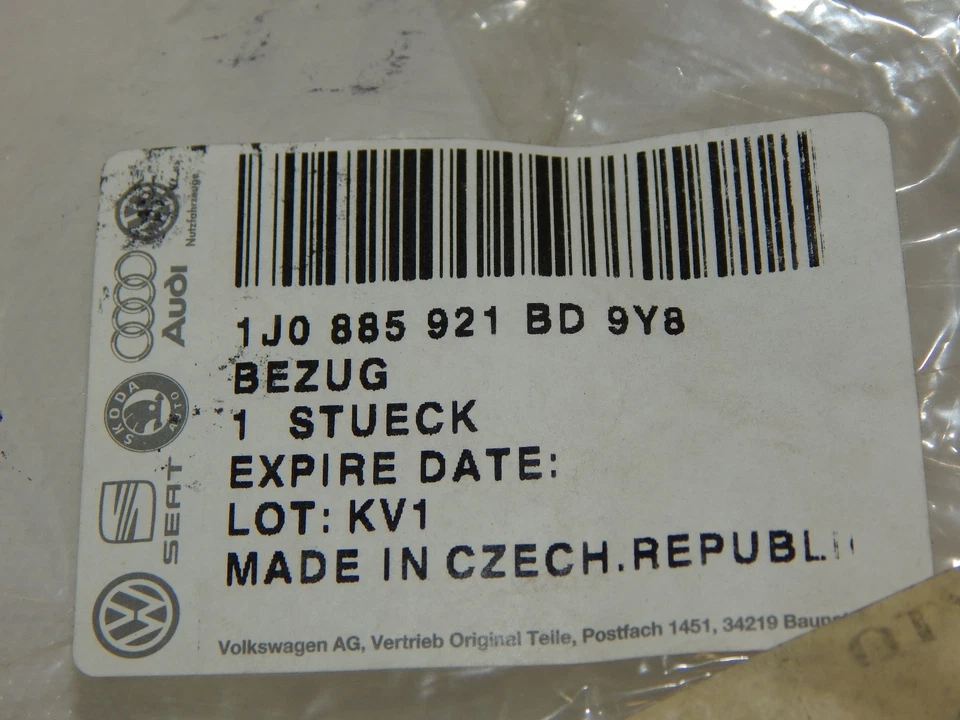 1J0 885 921 BD 9Y8
BEZUG
1 STUECK
EXPIRE DATE:
LOT: KV1
MADE IN CZECH.REPUBLIC
Volkswagen AG, Vertrieb Original Teile, Postfach 1451, 34219
Nutzfahrzeuge
Audi
SKODA
AUTO
SEAT